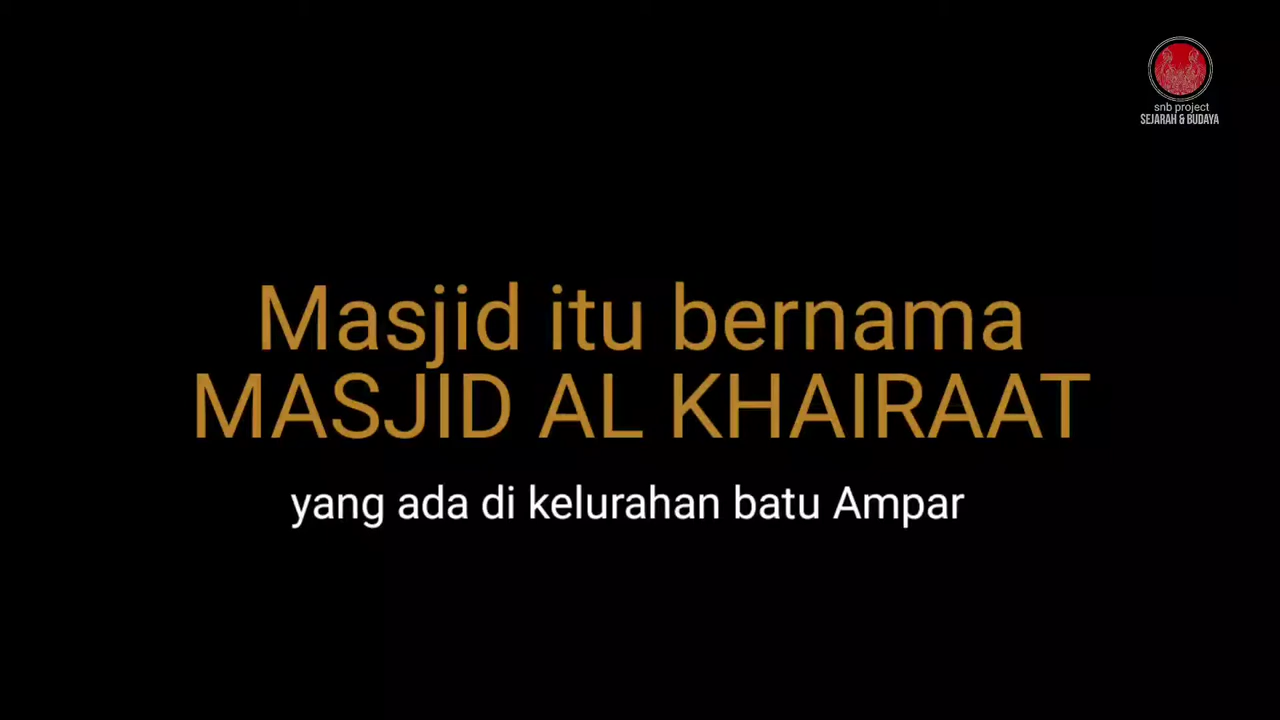 snb project
SEJARAH & BUDAYA
Masjid itu bernama
MASJID AL KHAIRAAT
yang ada di kelurahan batu Ampar